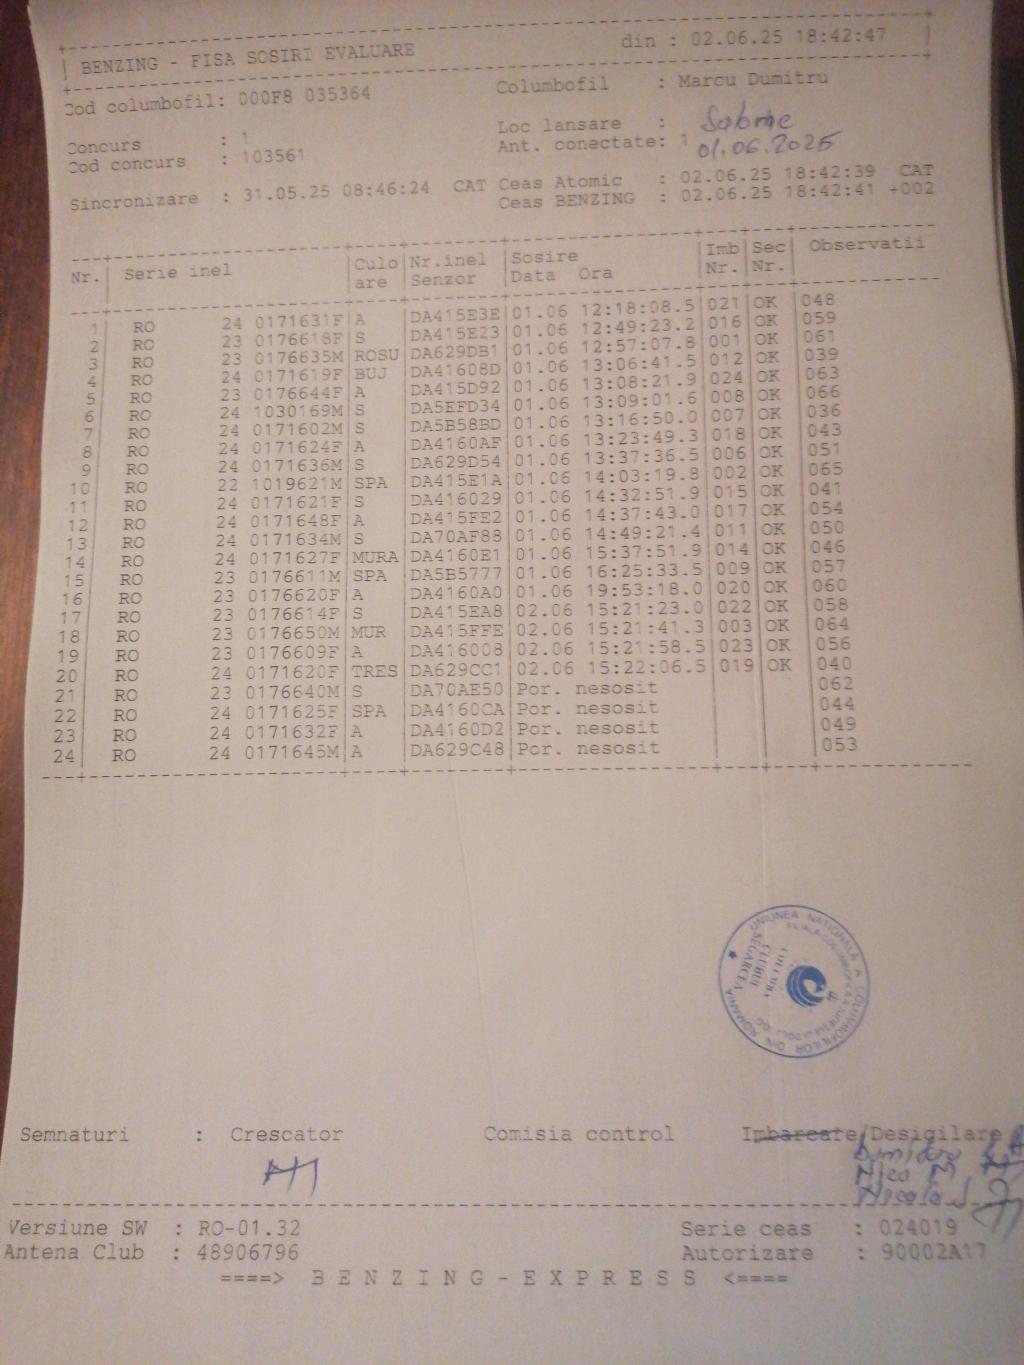 BENZING - FISA SOSIRI EVALUARE din : 02.06.25 18:42:47
Cod columbofil: 000F8 035364 Columbofil : Marcu Dumitru
Concurs : 1 Loc lansare :
Cod concurs : 103561 Ant. conectate: 1 01.06.2025
Sincronizare : 31.05.25 08:46:24 CAT Ceas Atomic : 02.06.25 18:42:39 CAT
Ceas BENZING : 02.06.25 18:42:41 +002
Nr. Serie inel Culo are Nr.inel Senzor Sosire Data Ora Imb Nr. Sec Nr. Observatii
1 RO 24 0171631F A DA415E3E 01.06 12:18:08.5 021 OK 048
2 RO 23 0176618F S DA415E23 01.06 12:49:23.2 016 OK 059
3 RO 23 0176635M ROSU DA629DB1 01.06 12:57:07.8 001 OK 061
4 RO 24 0171619F BUJ DA41608D 01.06 13:06:41.5 012 OK 039
5 RO 23 0176644F A DA415D92 01.06 13:08:21.9 024 OK 063
6 RO 24 1030169M S DA5EFD34 01.06 13:09:01.6 008 OK 066
7 RO 24 0171602M S DA5B58BD 01.06 13:16:50.0 007 OK 036
8 RO 24 0171624F A DA4160AF 01.06 13:23:49.3 018 OK 043
9 RO 24 0171636M S DA629D54 01.06 13:37:36.5 006 OK 051
10 RO 22 1019621M SPA DA415E1A 01.06 14:03:19.8 002 OK 065
11 RO 24 0171621F S DA416029 01.06 14:32:51.9 015 OK 041
12 RO 24 0171648F A DA415FE2 01.06 14:37:43.0 017 OK 054
13 RO 24 0171634M S DA70AF88 01.06 14:49:21.4 011 OK 050
14 RO 24 0171627F MURA DA4160E1 01.06 15:37:51.9 014 OK 046
15 RO 23 0176611M SPA DA5B5777 01.06 16:25:33.5 009 OK 057
16 RO 23 0176620F A DA4160A0 01.06 19:53:18.0 020 OK 060
17 RO 23 0176614F S DA415EA8 02.06 15:21:23.0 022 OK 058
18 RO 23 0176650M MUR DA415FFE 02.06 15:21:41.3 003 OK 064
19 RO 23 0176609F A DA416008 02.06 15:21:58.5 023 OK 056
20 RO 24 0171620F TRES DA629CC1 02.06 15:22:06.5 019 OK 040
21 RO 23 0176640M S DA70AE50 Por. nesosit 062
22 RO 24 0171625F SPA DA4160CA Por. nesosit 044
23 RO 24 0171632F A DA4160D2 Por. nesosit 049
24 RO 24 0171645M A DA629C48 Por. nesosit 053
UNIUNEA NATIONALĂ A COLUMBOFILILOR DIN ROMANIA
CLUBUL
COLUMBA
SEGARCEA
Semnaturi : Crescator Comisia control Imbarcare/Desigilare
Versiune SW : RO-01.32 Serie ceas : 024019
Antena Club : 48906796 Autorizare : 90002A17
====> B E N Z I N G - E X P R E S S <====